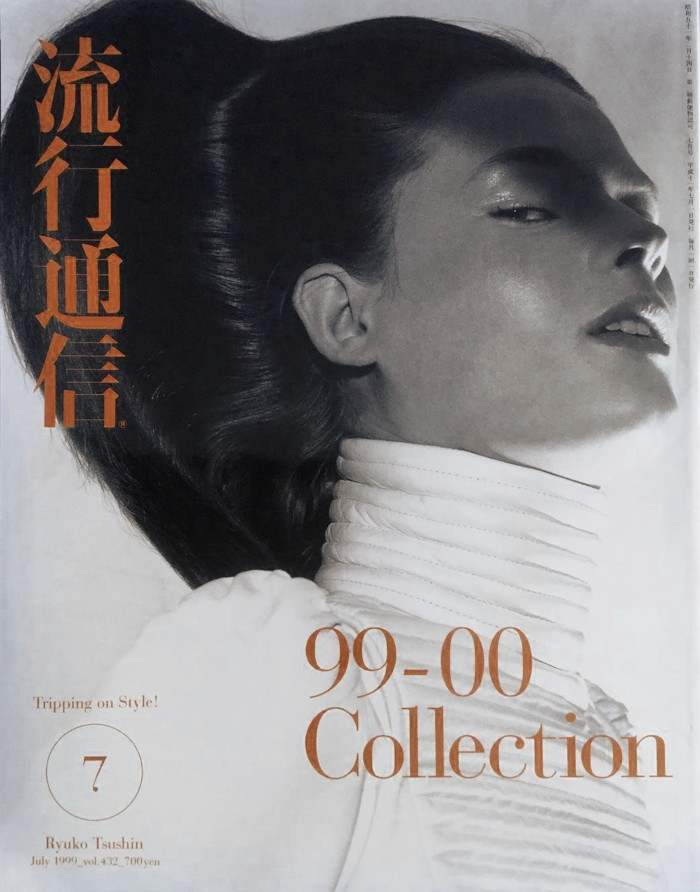 流行通信
®
99-00
Collection
Tripping on Style!
7
Ryuko Tsushin
July 1999_vol.432_700yen